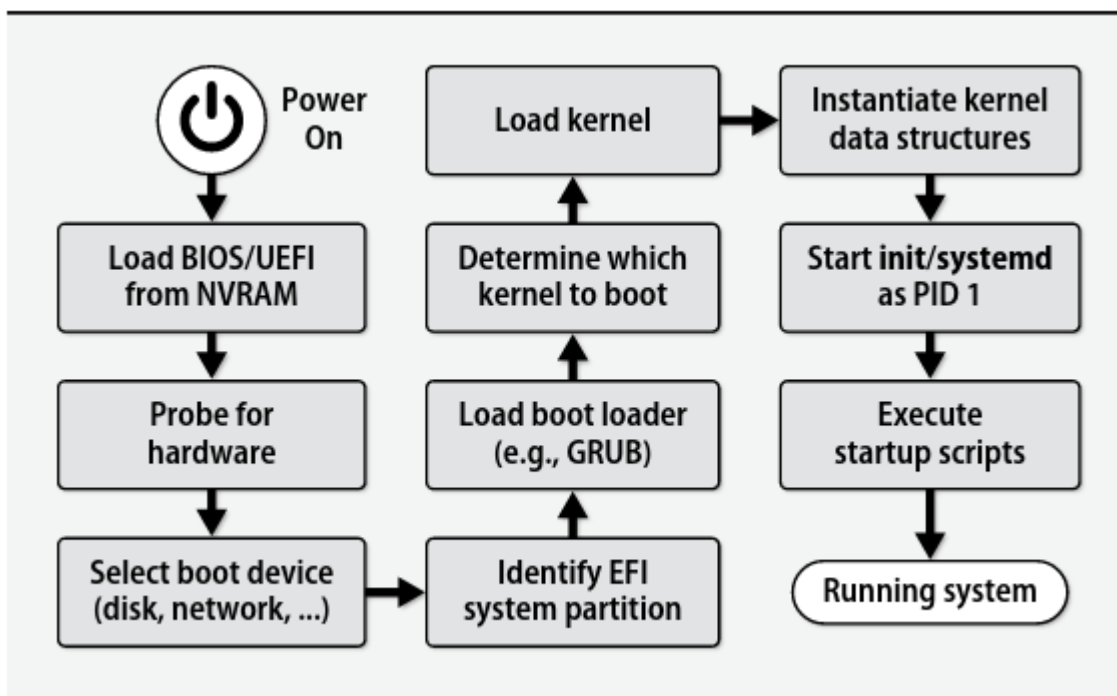 Power
On
Load BIOS/UEFI
from NVRAM
Probe for
hardware
Select boot device
(disk, network, ...)
Identify EFI
system partition
Load boot loader
(e.g., GRUB)
Determine which
kernel to boot
Load kernel
Instantiate kernel
data structures
Start init/systemd
as PID 1
Execute
startup scripts
Running system